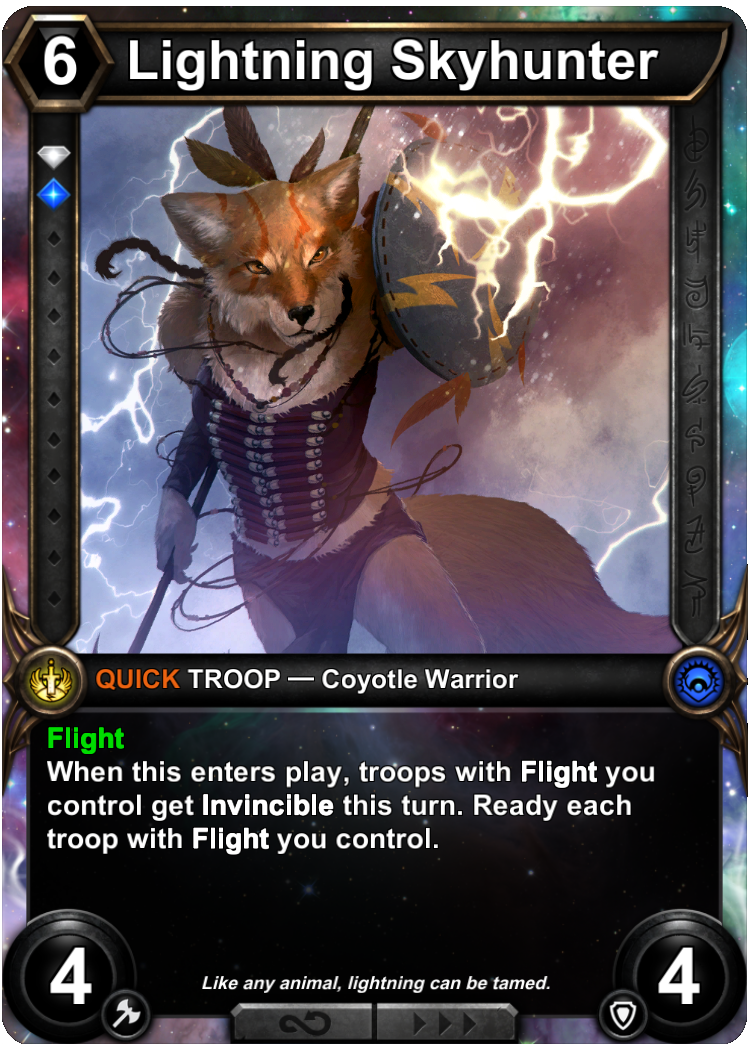 6 Lightning Skyhunter
QUICK TROOP — Coyotle Warrior
Flight
When this enters play, troops with Flight you
control get Invincible this turn. Ready each
troop with Flight you control.
Like any animal, lightning can be tamed.
4 4